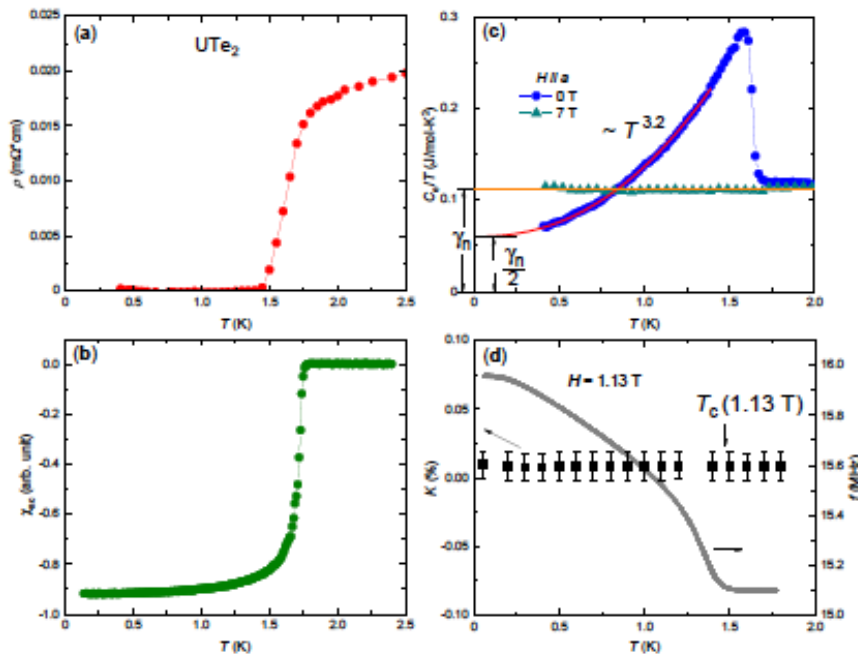 (a)
UTe2
ρ (mΩ*cm)
0.025
0.020
0.015
0.010
0.005
0
0
0.5
1.0
1.5
2.0
2.5
T (K)
(b)
χac (arb. unit)
0.0
-0.2
-0.4
-0.6
-0.8
-1.0
0
0.5
1.0
1.5
2.0
2.5
T (K)
(c)
H // a
0 T
7 T
~ T^3.2
Ce/T (J/mol-K²)
0.3
0.2
0.1
0
γn
γn/2
0
0.5
1.0
1.5
2.0
T (K)
(d)
H = 1.13 T
Tc (1.13 T)
K (%)
0.10
0.05
0.00
-0.05
-0.10
f (MHz)
16.0
15.8
15.6
15.4
15.2
15.0
0
0.5
1.0
1.5
2.0
T (K)